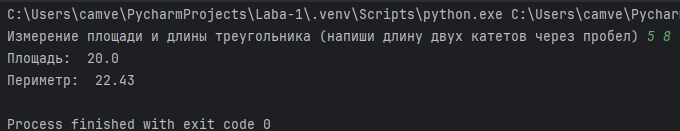 C:\Users\camve\PycharmProjects\Laba-1\.venv\Scripts\python.exe C:\Users\camve\Pycharm
Измерение площади и длины треугольника (напиши длину двух катетов через пробел) 5 8
Площадь:  20.0
Периметр:  22.43
Process finished with exit code 0